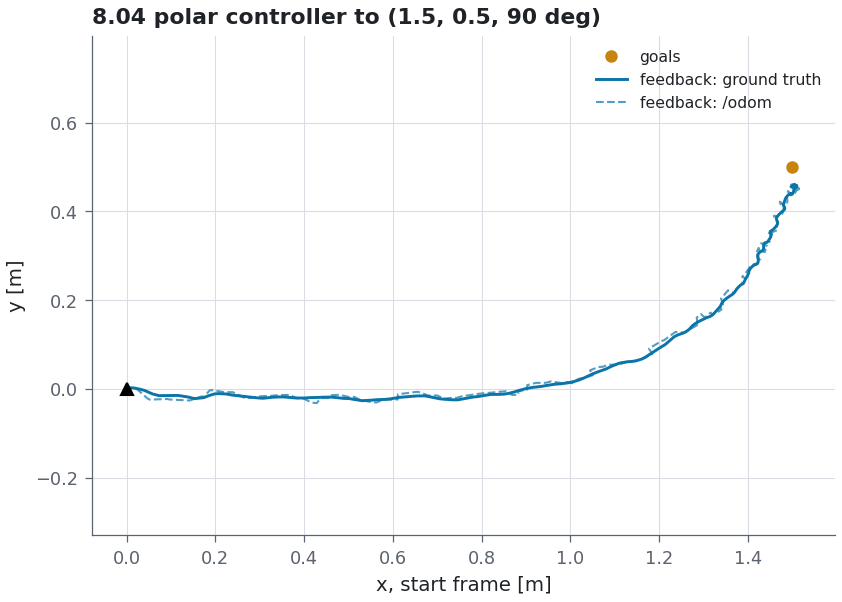 8.04 polar controller to (1.5, 0.5, 90 deg)
goals
feedback: ground truth
feedback: /odom
0.6
0.4
0.2
0.0
−0.2
y [m]
0.0 0.2 0.4 0.6 0.8 1.0 1.2 1.4
x, start frame [m]